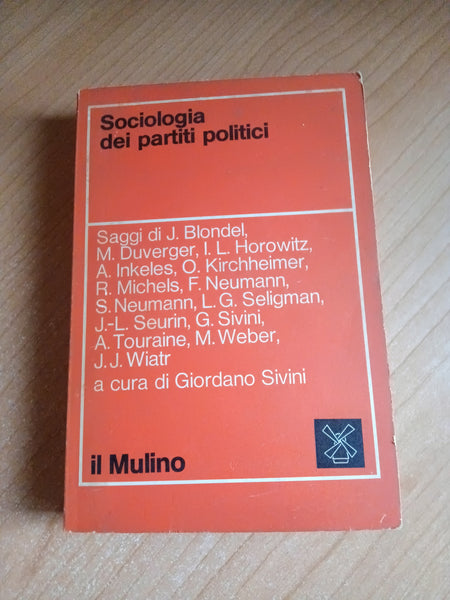 Sociologia
dei partiti politici
Saggi di J. Blondel,
M. Duverger, I. L. Horowitz,
A. Inkeles, O. Kirchheimer,
R. Michels, F. Neumann,
S. Neumann, L. G. Seligman,
J.-L. Seurin, G. Sivini,
A. Touraine, M. Weber,
J. J. Wiatr
a cura di Giordano Sivini
il Mulino